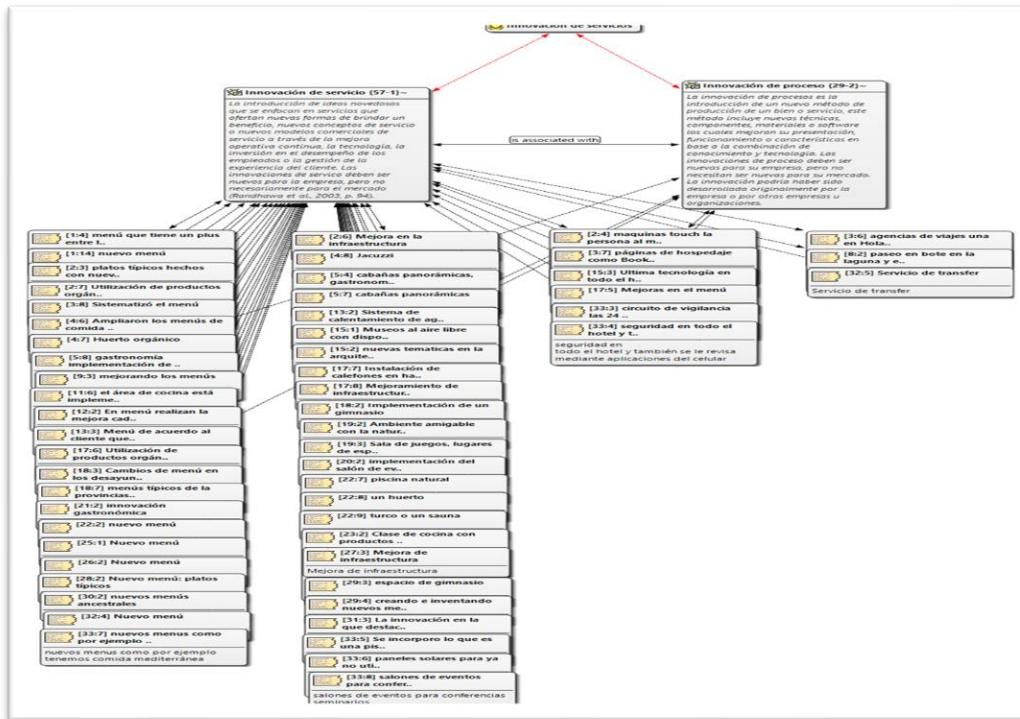 Innovación de servicios
Innovación de servicio {57-1}~
La introducción de ideas novedosas
que se enfocan en servicios que
ofertan nuevas formas de brindar un
beneficio, nuevos conceptos de servicio
o nuevos modelos comerciales de
servicio a través de la mejora
operativa continua, la tecnología, la
inversión en el desempeño de los
empleados o la gestión de la
experiencia del cliente. Las
innovaciones de servico deben ser
nuevos para la empresa, pero no
necesariamente para el mercado
(Randhawa et al., 2003, p. 94).
is associated with
Innovación de proceso {29-2}~
La innovación de procesos es la
introducción de un nuevo método de
producción de un bien o servicio, este
método incluye nuevas técnicas,
componentes, materiales o software
los cuales mejoran su presentación,
funcionamiento o características en
base a la combinación de
conocimiento y tecnología. Las
innovaciones de proceso deben ser
nuevas para su empresa, pero no
necesitan ser nuevas para su mercado.
La innovación podría haber sido
desarrollada originalmente por la
empresa o por otras empresas u
organizaciones.
[1:4] menú que tiene un plus
entre l..
[1:14] nuevo menú
[2:3] platos típicos hechos
con nuev..
[2:7] Utilización de productos
orgán..
[3:8] Sistematizó el menú
[4:6] Ampliaron los menús de
comida ..
[4:7] Huerto orgánico
[5:8] gastronomía
implementación de ..
[9:3] mejorando los menús
[11:6] el área de cocina está
impleme..
[12:2] En menú realizan la
mejora cad..
[13:3] Menú de acuerdo al
cliente que..
[17:6] Utilización de
productos orgán..
[18:3] Cambios de menú en
los desayun..
[18:7] menús típicos de la
provincias..
[21:2] innovación
gastronómica
[22:2] nuevo menú
[25:1] Nuevo menú
[26:2] Nuevo menú
[28:2] Nuevo menú: platos
típicos
[30:2] nuevos menús
ancestrales
[32:4] Nuevo menú
[33:7] nuevos menus como
por ejemplo ..
nuevos menus como por ejemplo
tenemos comida mediterránea
[2:6] Mejora en la
infraestructura
[4:8] Jacuzzi
[5:4] cabañas panorámicas,
gastronom..
[5:7] cabañas panorámicas
[13:2] Sistema de
calentamiento de ag..
[15:1] Museos al aire libre
con dispo..
[15:2] nuevas tematicas en la
arquite..
[17:7] Instalación de
calefones en ha..
[17:8] Mejoramiento de
infraestructur..
[18:2] Implementación de un
gimnasio
[19:2] Ambiente amigable
con la natur..
[19:3] Sala de juegos, lugares
de esp..
[20:2] implementación del
salón de ev..
[22:7] piscina natural
[22:8] un huerto
[22:9] turco o un sauna
[23:2] Clase de cocina con
productos ..
[27:3] Mejora de
infraestructura
Mejora de infraestructura
[29:3] espacio de gimnasio
[29:4] creando e inventando
nuevos me..
[31:3] La innovación en la
que destac..
[33:5] Se incorporo lo que es
una pis..
[33:6] paneles solares para ya
no uti..
[33:8] salones de eventos
para confer..
salones de eventos para conferencias
seminarios
[2:4] maquinas touch la
persona al m..
[3:7] páginas de hospedaje
como Book..
[15:3] Ultima tecnología en
todo el h..
[17:5] Mejoras en el menú
[33:3] circuito de vigilancia
las 24 ..
[33:4] seguridad en todo el
hotel y t..
seguridad en
todo el hotel y también se le revisa
mediante aplicaciones del celular
[3:6] agencias de viajes una
en Hola..
[8:2] paseo en bote en la
laguna y e..
[32:5] Servicio de transfer
Servicio de transfer